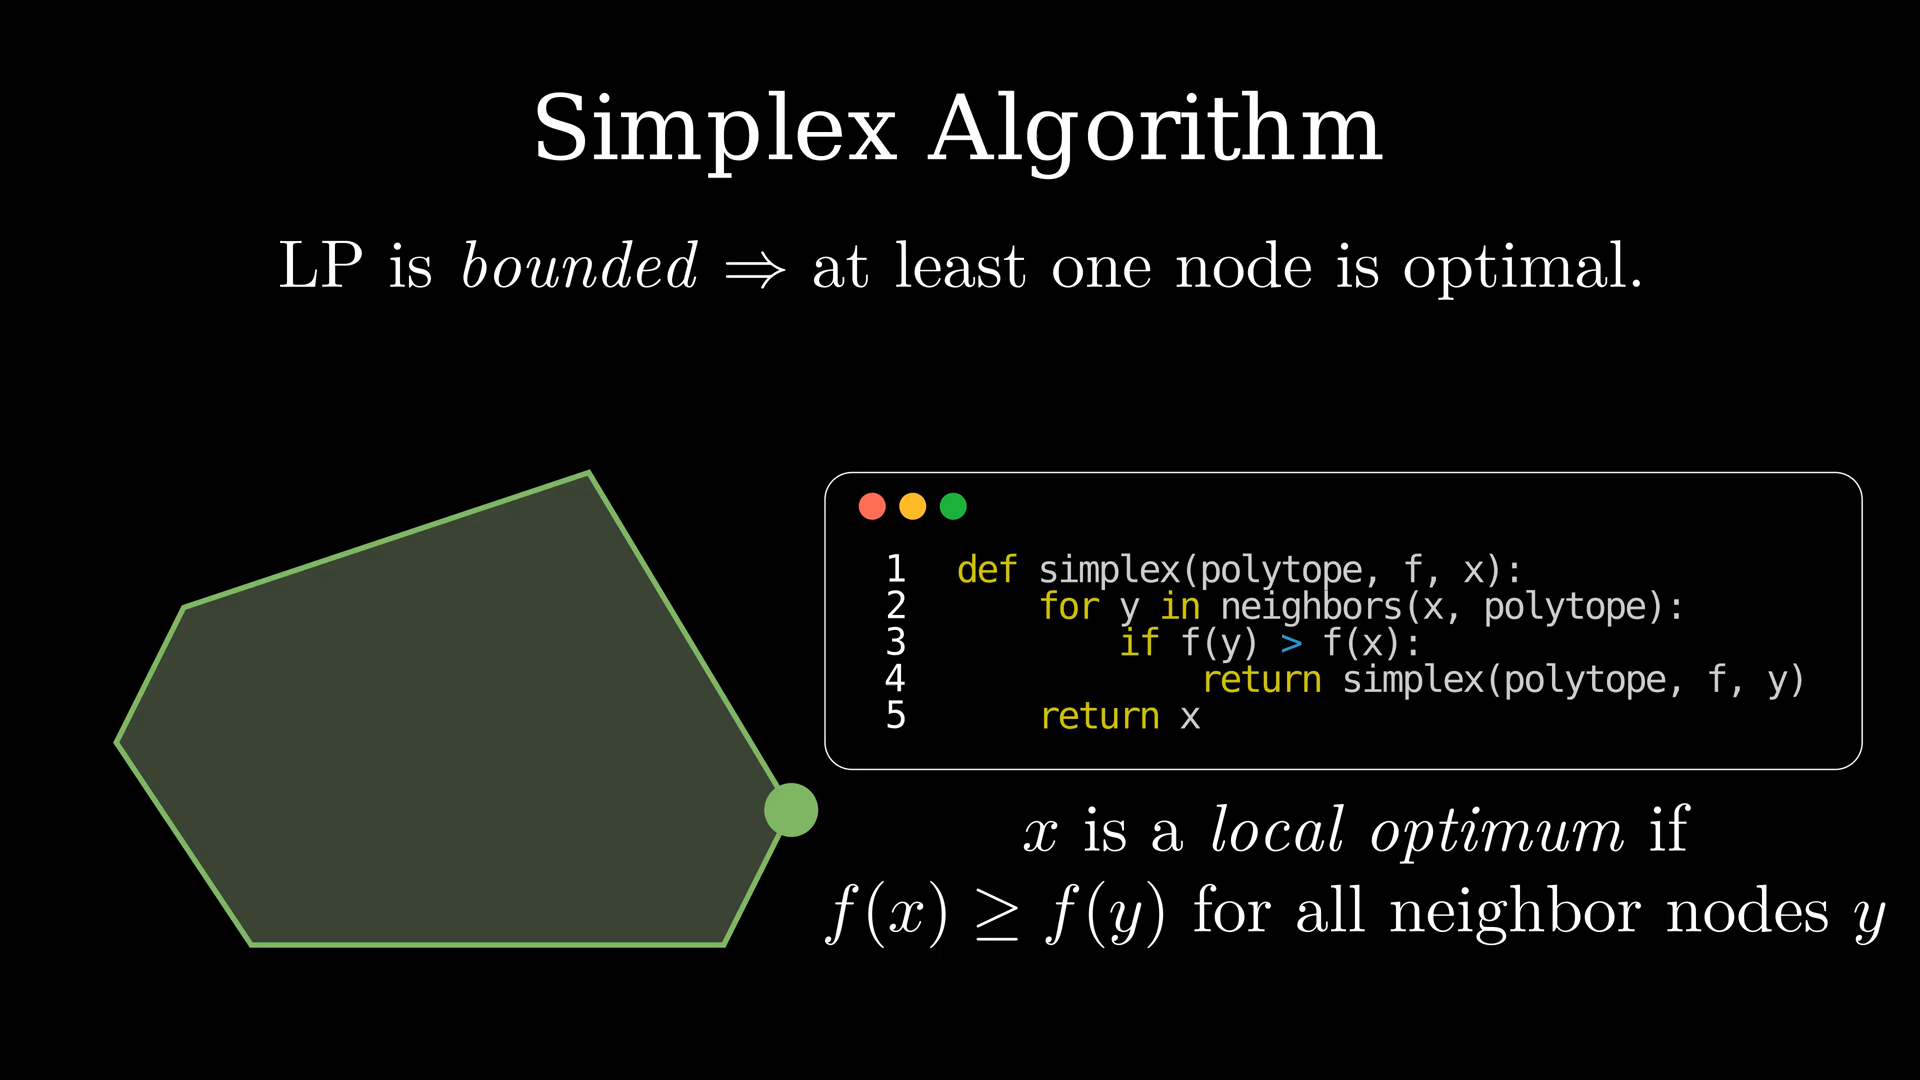 Simplex Algorithm
LP is bounded ⇒ at least one node is optimal.
1 def simplex(polytope, f, x):
2     for y in neighbors(x, polytope):
3         if f(y) > f(x):
4             return simplex(polytope, f, y)
5     return x
x is a local optimum if
f(x) ≥ f(y) for all neighbor nodes y